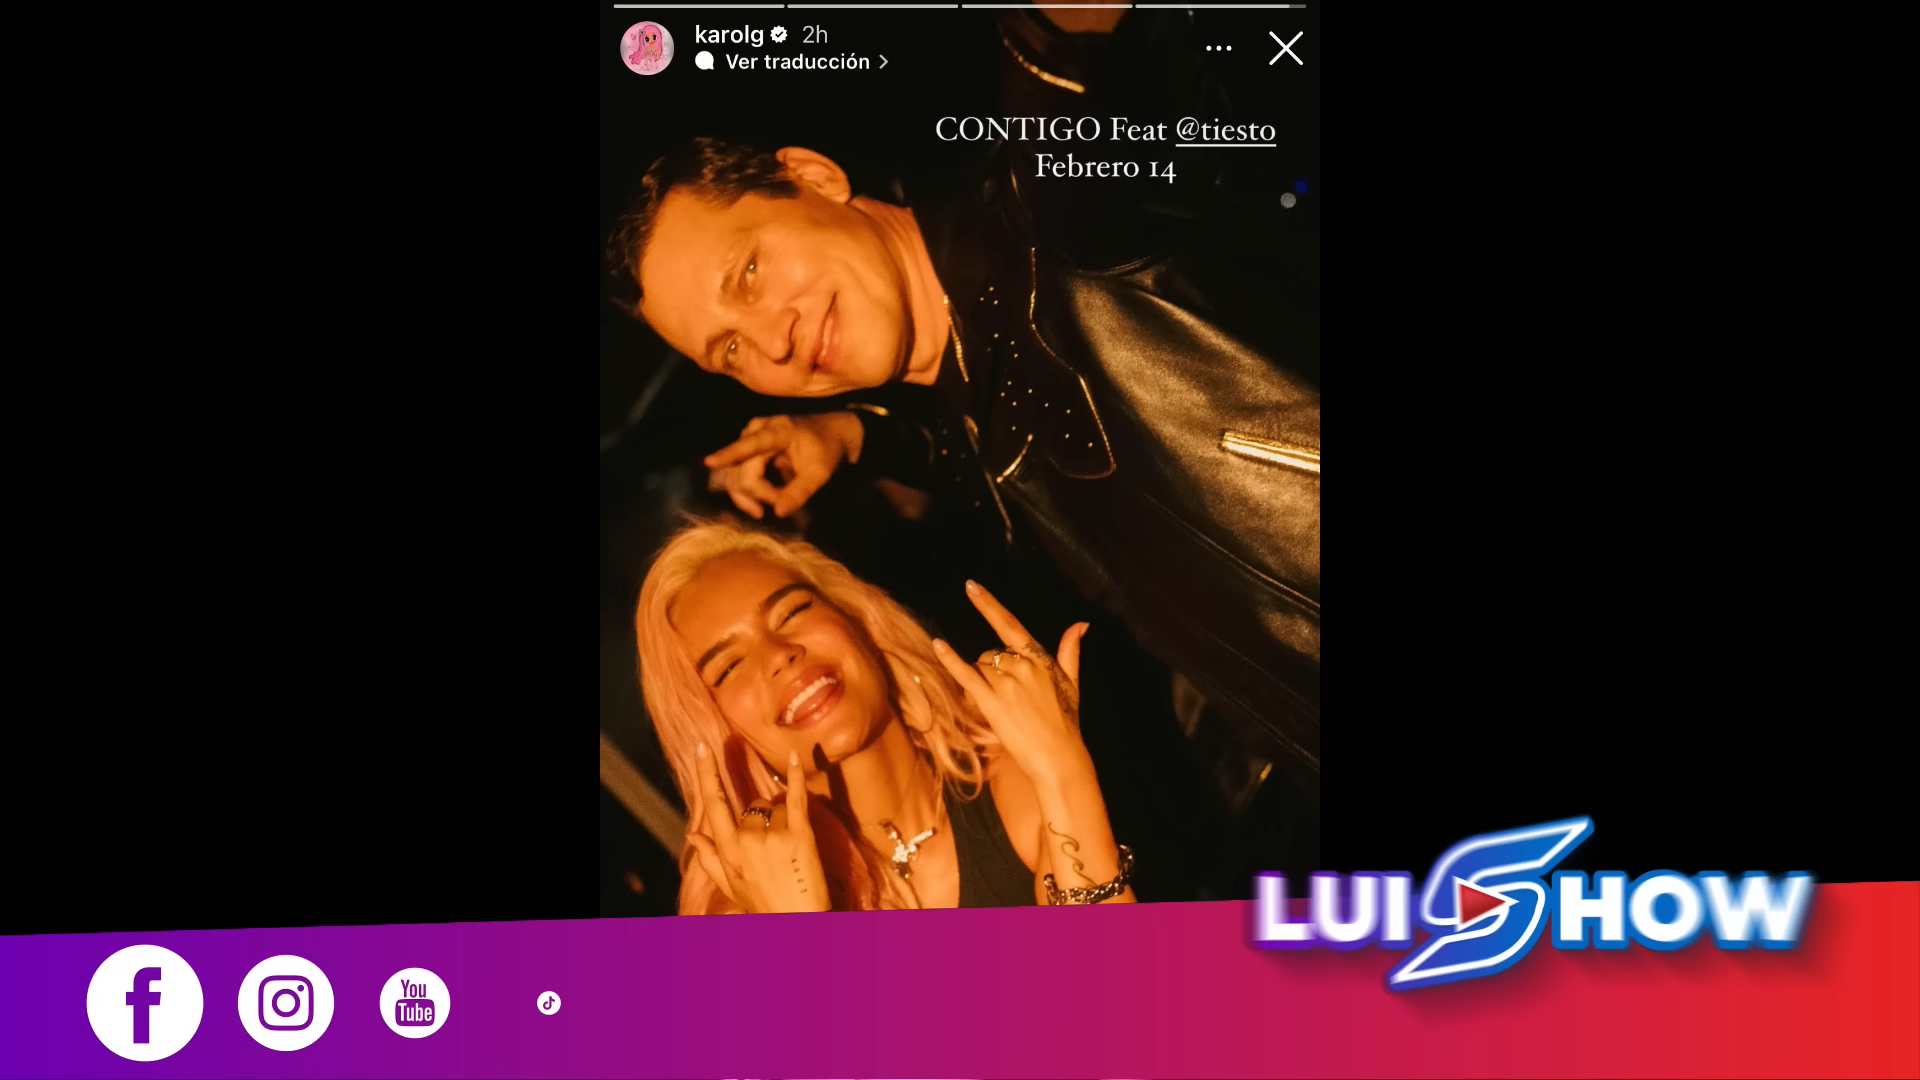 karolg 2h
Ver traducción
CONTIGO Feat @tiesto
Febrero 14
LUISHOW
You
Tube